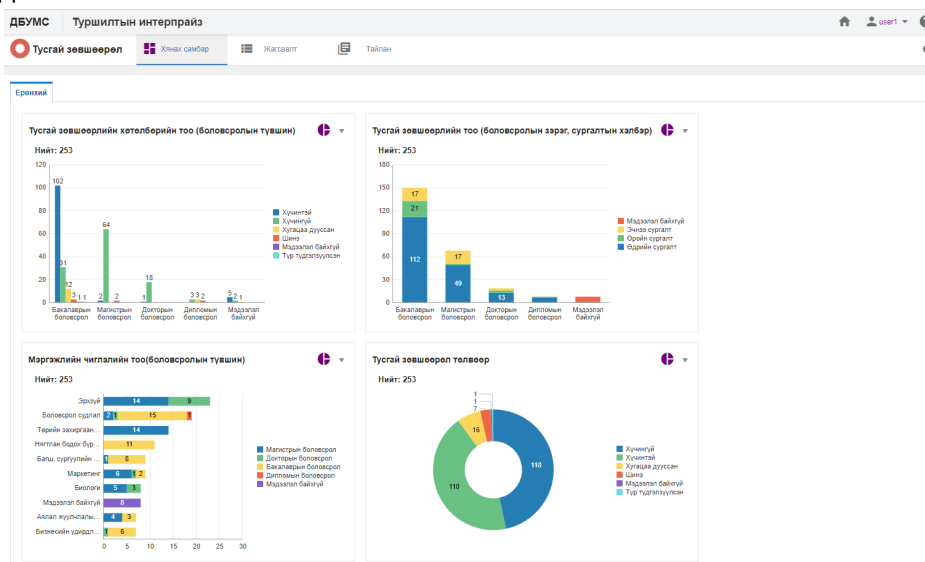 ДБУМС Туршилтын интерпрайз user1
Тусгай зөвшөөрөл Хянах самбар Жагсаалт Тайлан
Ерөнхий
Тусгай зөвшөөрлийн хөтөлбөрийн тоо (боловсролын түвшин)
Нийт: 253
120
100
80
60
40
20
0
102
31
12
3
1
1
2
64
2
1
18
3
3
2
5
2
1
Бакалаврын боловсрол
Магистрын боловсрол
Докторын боловсрол
Дипломын боловсрол
Мэдээлэл байхгүй
Хүчинтэй
Хүчингүй
Хугацаа дууссан
Шинэ
Мэдээлэл байхгүй
Түр түдгэлзүүлсэн
Тусгай зөвшөөрлийн тоо (боловсролын зэрэг, сургалтын хэлбэр)
Нийт: 253
180
150
120
90
60
30
0
17
21
112
17
49
13
Бакалаврын боловсрол
Магистрын боловсрол
Докторын боловсрол
Дипломын боловсрол
Мэдээлэл байхгүй
Мэдээлэл байхгүй
Эчнээ сургалт
Оройн сургалт
Өдрийн сургалт
Мэргэжлийн чиглэлийн тоо(боловсролын түвшин)
Нийт: 253
Эрхзүй 14 9
Боловсрол судлал 2 1 15 1
Төрийн захиргаан... 14
Нягтлан бодох бүр... 11
Багш, сургуулийн ... 1 8
Маркетинг 6 1 2
Биологи 5 3
Мэдээлэл байхгүй 8
Аялал жуулчлалы... 4 3
Бизнесийн удирдл... 1 6
0 5 10 15 20 25 30
Магистрын боловсрол
Докторын боловсрол
Бакалаврын боловсрол
Дипломын боловсрол
Мэдээлэл байхгүй
Тусгай зөвшөөрөл төлвөөр
Нийт: 253
1
1
7
16
118
110
Хүчингүй
Хүчинтэй
Хугацаа дууссан
Шинэ
Мэдээлэл байхгүй
Түр түдгэлзүүлсэн